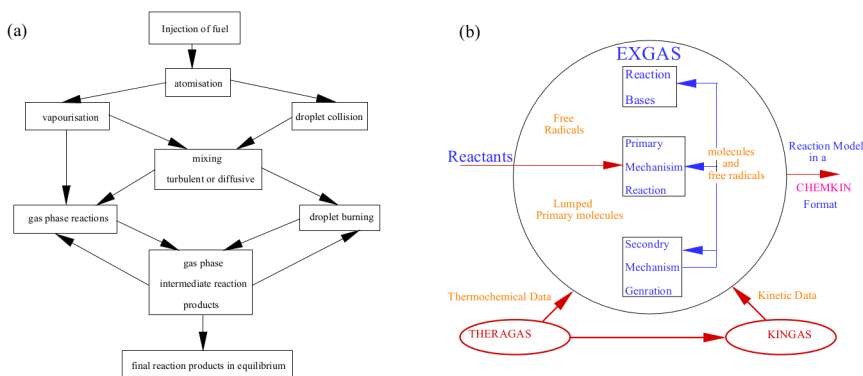 (a)
Injection of fuel
atomisation
vapourisation
droplet collision
mixing
turbulent or diffusive
gas phase reactions
droplet burning
gas phase
intermediate reaction
products
final reaction products in equilibrium
(b)
EXGAS
Reaction
Bases
Free
Radicals
Reactants
Primary
Mechanisim
Reaction
molecules
and
free radicals
Reaction Model
in a
CHEMKIN
Format
Lumped
Primary molecules
Secondry
Mechanism
Genration
Thermochemical Data
Kinetic Data
THERAGAS
KINGAS